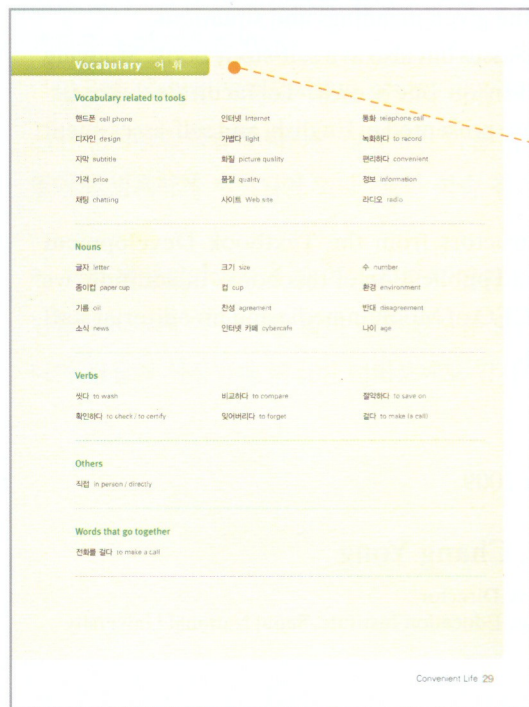 Vocabulary 어 휘
Vocabulary related to tools
핸드폰 cell phone 인터넷 Internet 통화 telephone call
디자인 design 가볍다 light 녹화하다 to record
자막 subtitle 화질 picture quality 편리하다 convenient
가격 price 품질 quality 정보 information
채팅 chatting 사이트 Web site 라디오 radio
Nouns
글자 letter 크기 size 수 number
종이컵 paper cup 컵 cup 환경 environment
기름 oil 찬성 agreement 반대 disagreement
소식 news 인터넷 카페 cybercafe 나이 age
Verbs
씻다 to wash 비교하다 to compare 절약하다 to save on
확인하다 to check / to certify 잊어버리다 to forget 걸다 to make (a call)
Others
직접 in person / directly
Words that go together
전화를 걸다 to make a call
Convenient Life 29